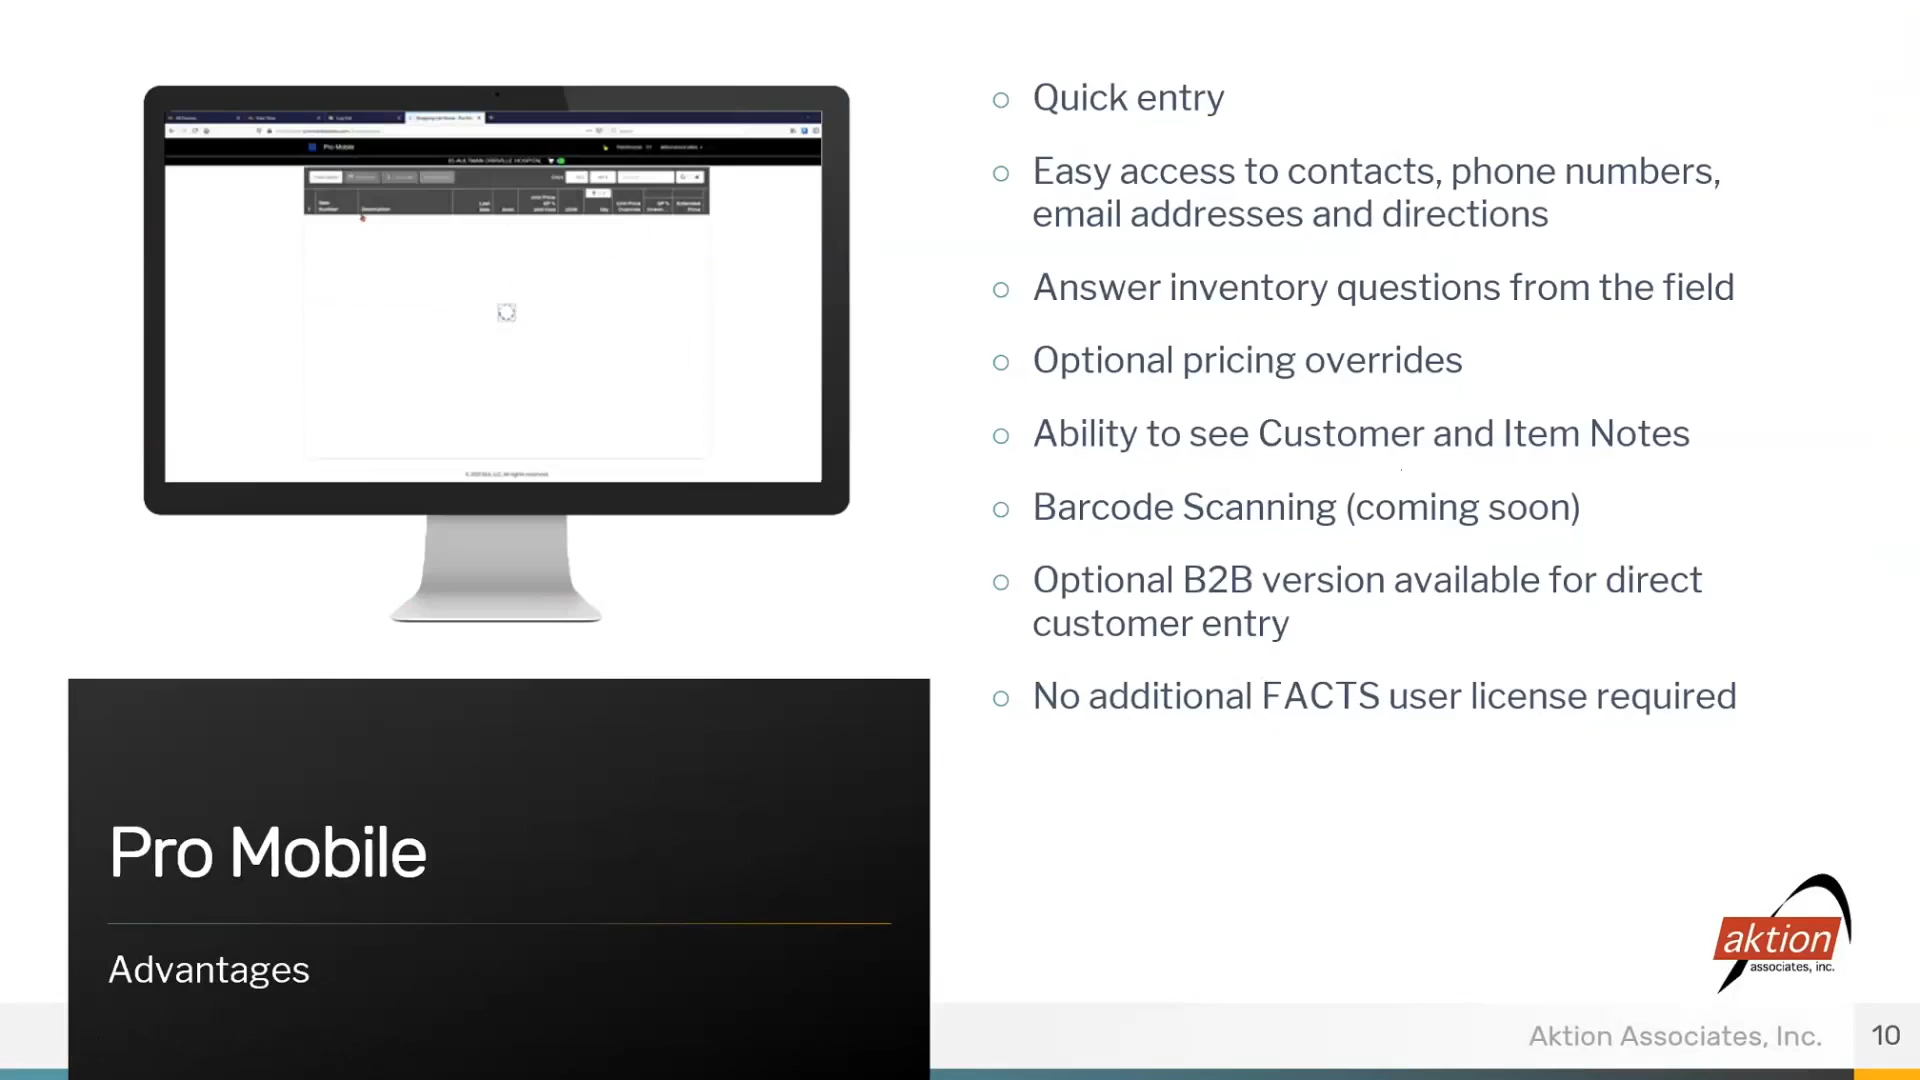 Pro Mobile
Quick entry
Easy access to contacts, phone numbers,
email addresses and directions
Answer inventory questions from the field
Optional pricing overrides
Ability to see Customer and Item Notes
Barcode Scanning (coming soon)
Optional B2B version available for direct
customer entry
No additional FACTS user license required
Pro Mobile
Advantages
aktion
associates, inc.
Aktion Associates, Inc.
10